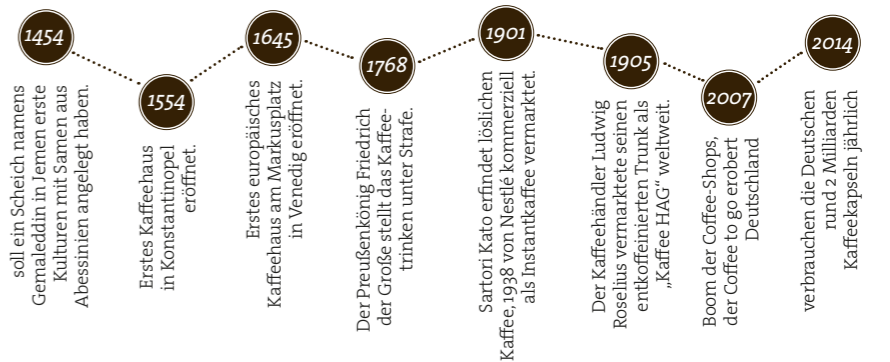 1454
soll ein Scheich namens
Gemaleddin in Jemen erste
Kulturen mit Samen aus
Abessinien angelegt haben.
1554
Erstes Kaffeehaus
in Konstantinopel
eröffnet.
1645
Erstes europäisches
Kaffeehaus am Markusplatz
in Venedig eröffnet.
1768
Der Preußenkönig Friedrich
der Große stellt das Kaffee-
trinken unter Strafe.
1901
Sartori Kato erfindet löslichen
Kaffee, 1938 von Nestlé kommerziell
als Instantkaffee vermarktet.
1905
Der Kaffeehändler Ludwig
Roselius vermarktete seinen
entkoffeinierten Trunk als
„Kaffee HAG“ weltweit.
2007
Boom der Coffee-Shops,
der Coffee to go erobert
Deutschland
2014
verbrauchen die Deutschen
rund 2 Milliarden
Kaffeekapseln jährlich